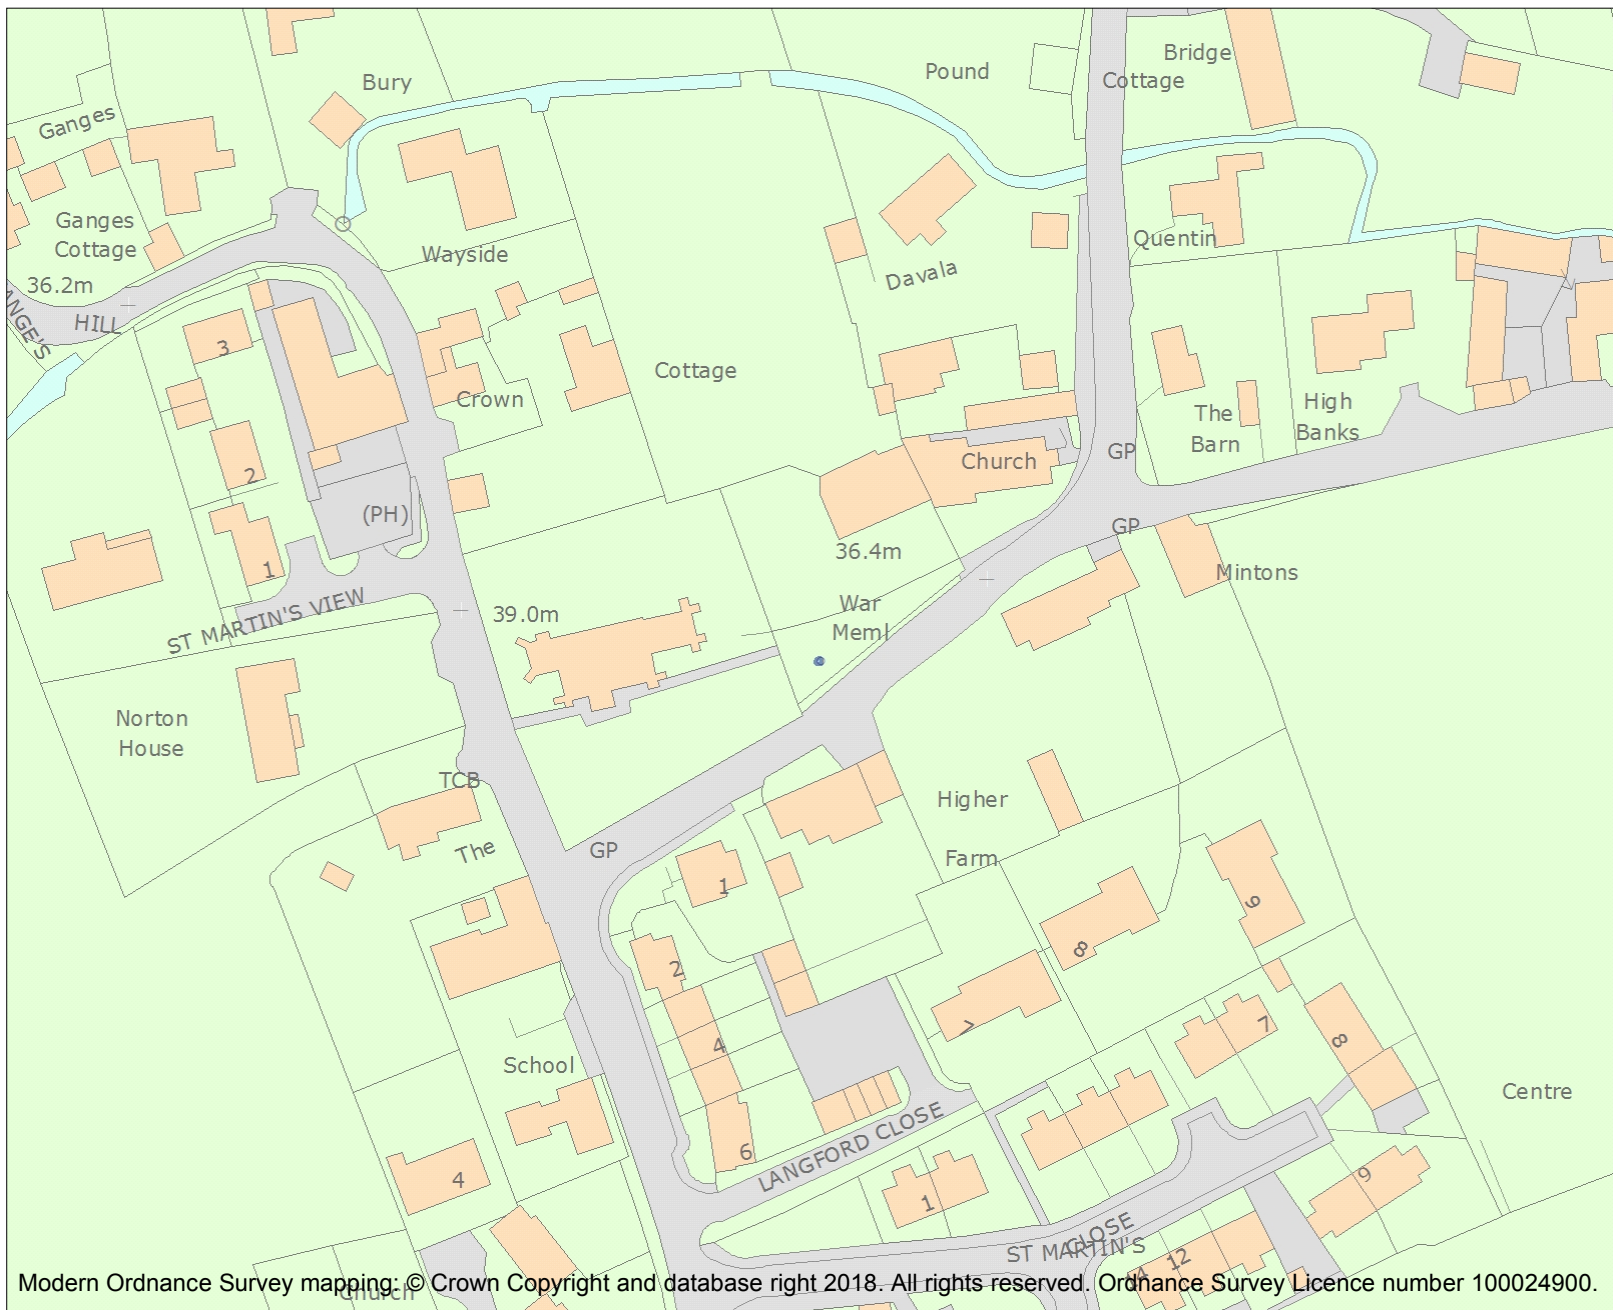 Bury
Pound
Bridge
Cottage
Ganges
Ganges
Cottage
36.2m
HILL
ANGE'S
Wayside
Quentin
Davala
3
Crown
Cottage
The
Barn
High
Banks
2
Church
GP
(PH)
GP
36.4m
1
Mintons
ST MARTIN'S VIEW
39.0m
War
Meml
Norton
House
TCB
Higher
Farm
The
GP
1
9
8
2
7
7
4
8
School
Centre
LANGFORD CLOSE
6
4
1
9
ST MARTIN'S
CLOSE
12
14
Church
Modern Ordnance Survey mapping: © Crown Copyright and database right 2018. All rights reserved. Ordnance Survey Licence number 100024900.